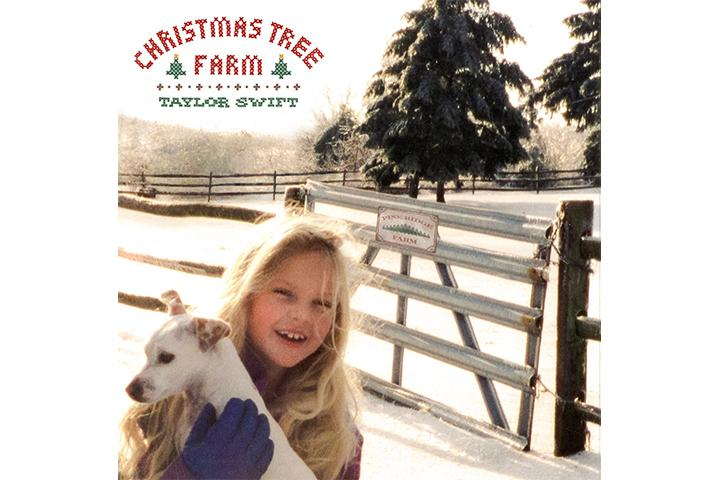 CHRISTMAS TREE
FARM
TAYLOR SWIFT
PINE RIDGE
FARM